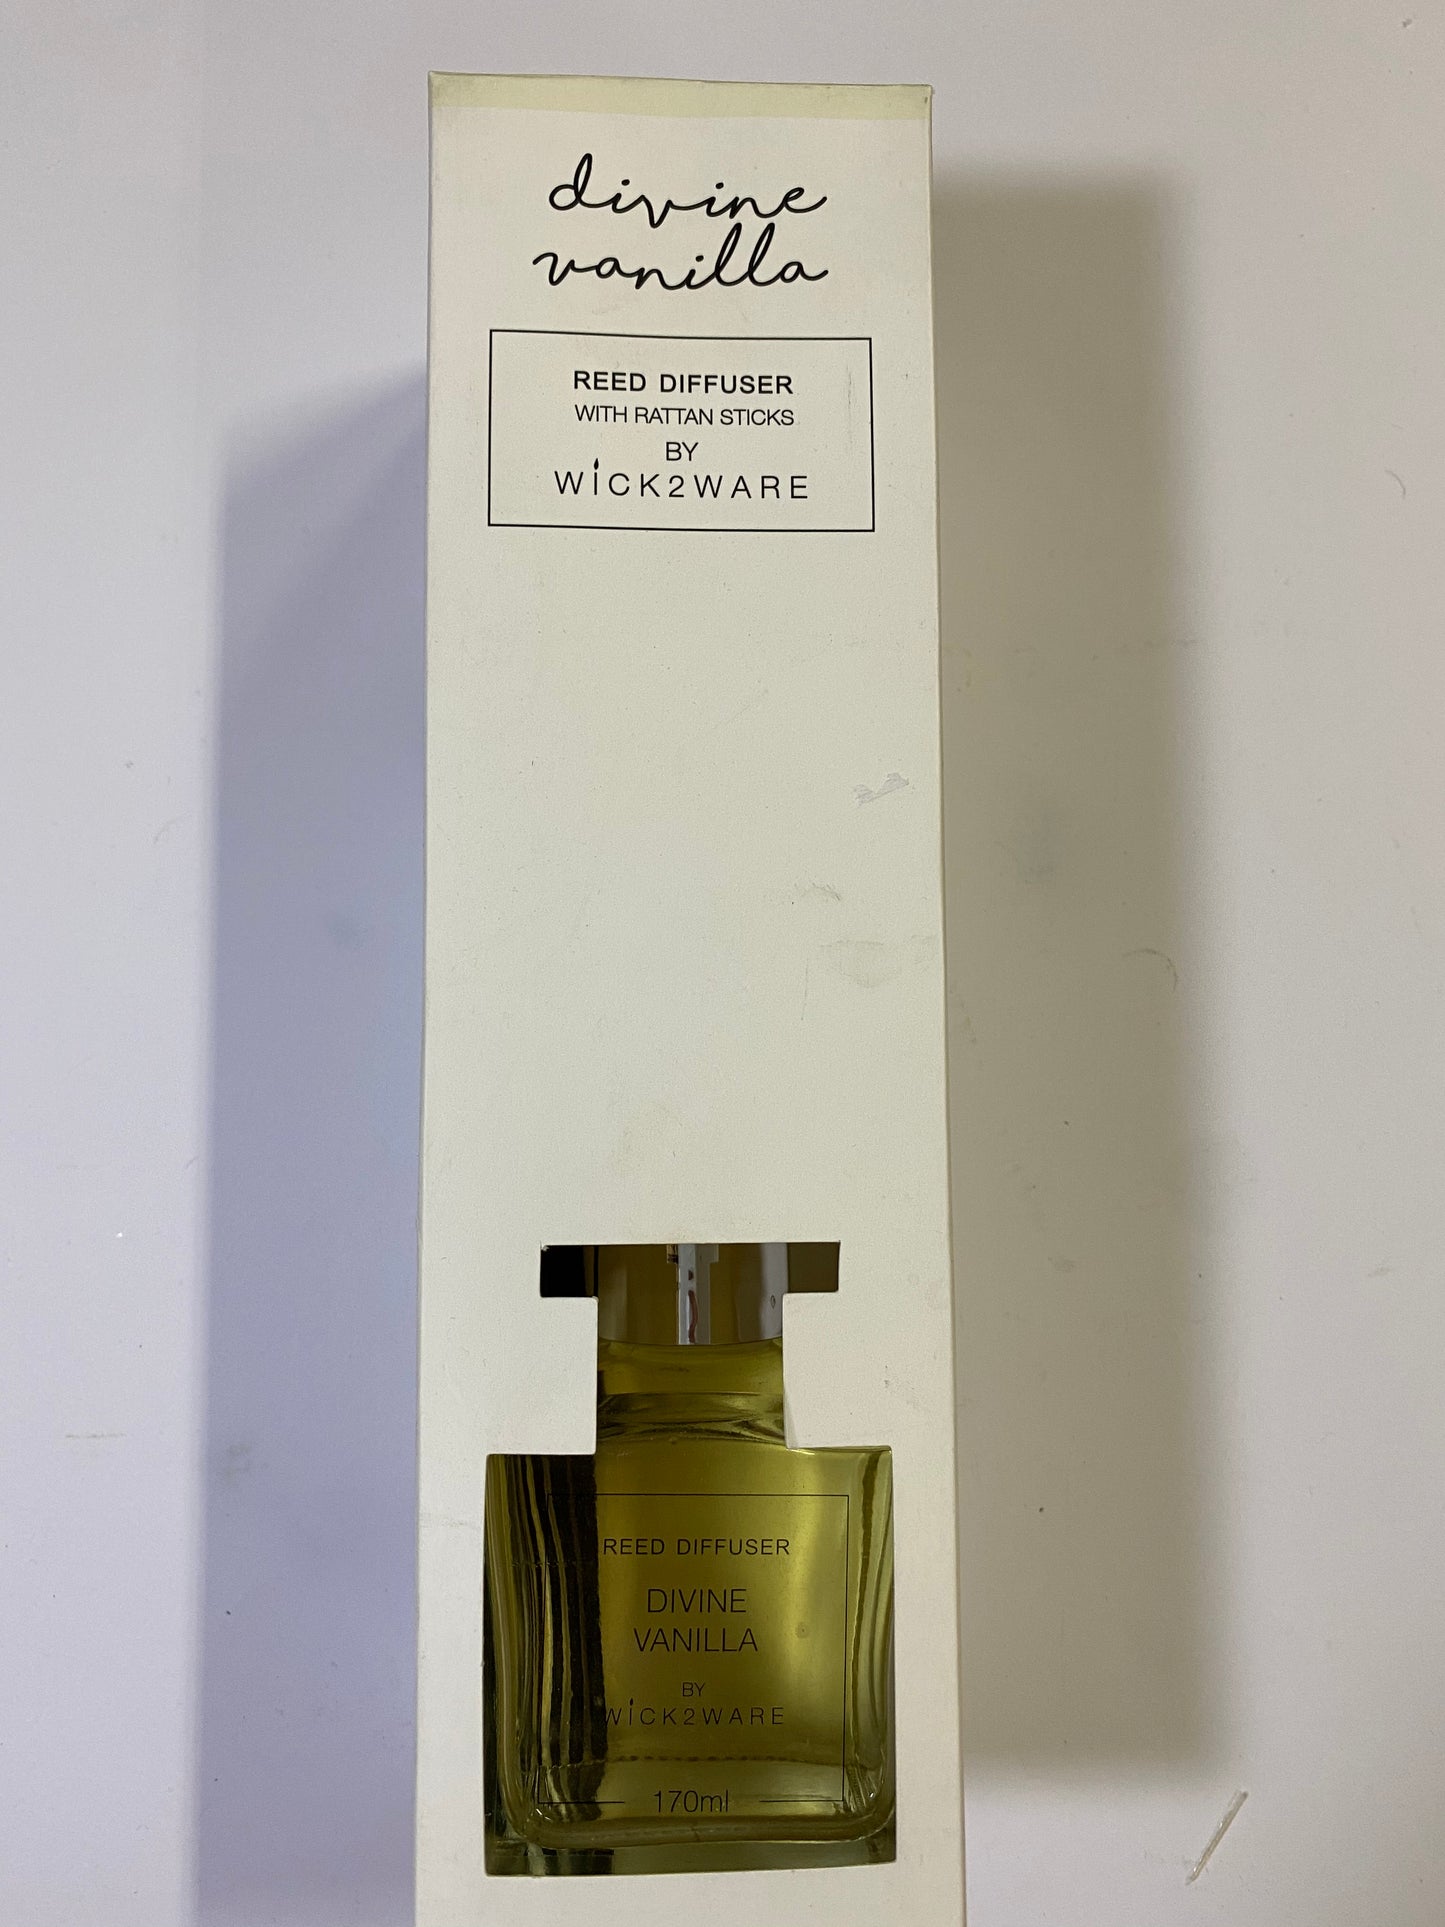 divine
vanilla
REED DIFFUSER
WITH RATTAN STICKS
BY
WICK2WARE
REED DIFFUSER
DIVINE
VANILLA
BY
WICK2WARE
170ml